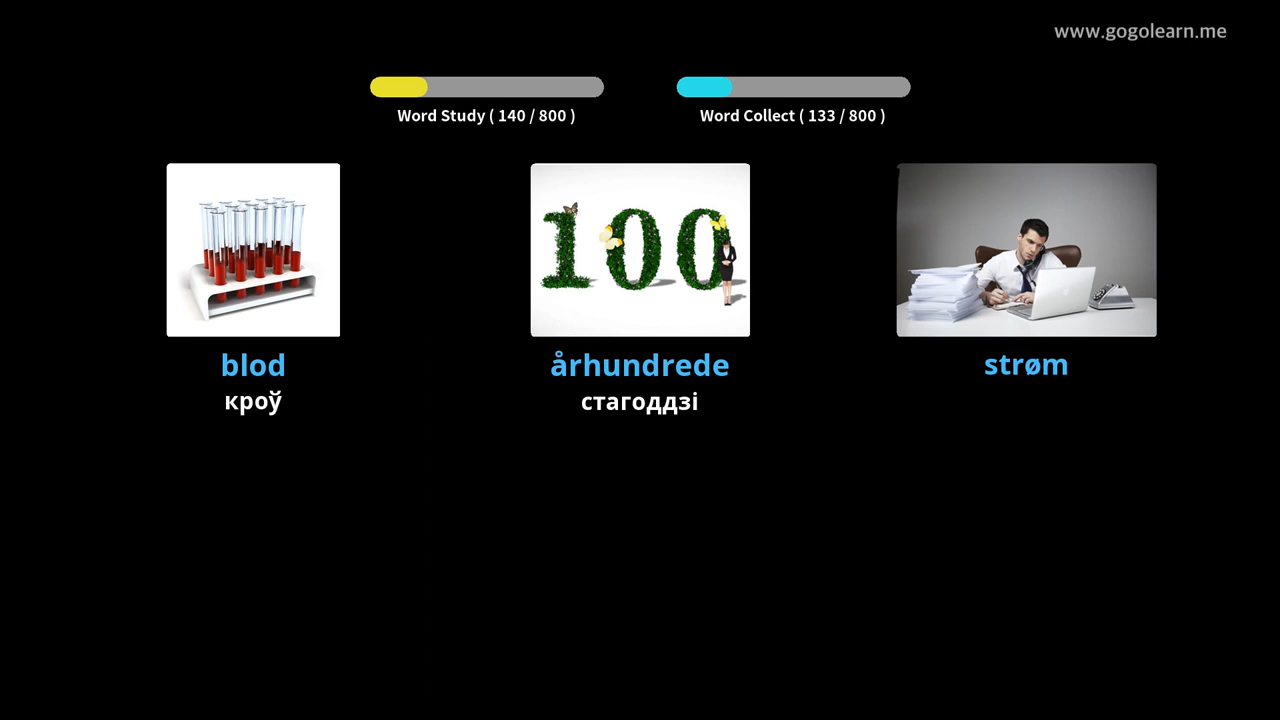 www.gogolearn.me
Word Study ( 140 / 800 )
Word Collect ( 133 / 800 )
blod
кроў
århundrede
стагоддзі
strøm